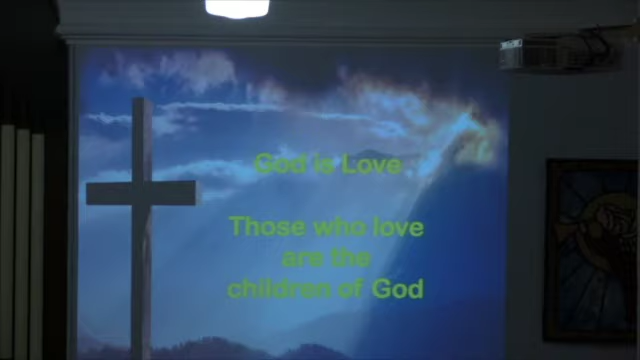 God is Love
Those who love
are the
children of God